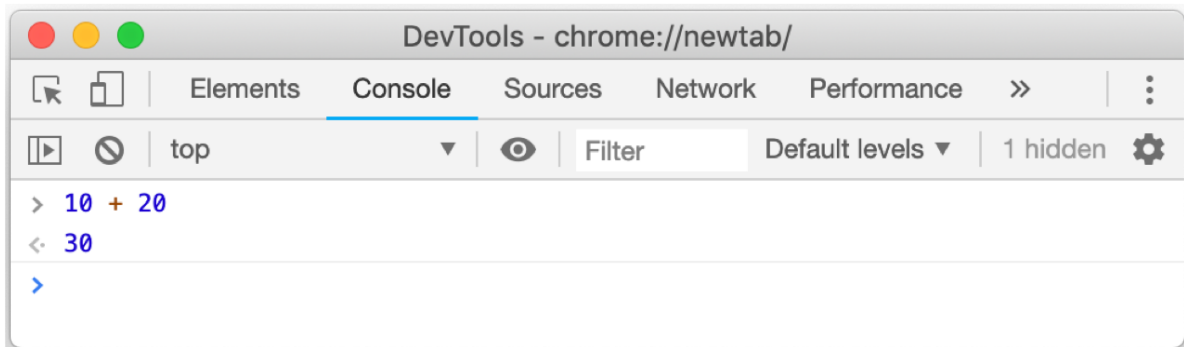 DevTools - chrome://newtab/
Elements Console Sources Network Performance »
top ▼ Filter Default levels ▼ 1 hidden
> 10 + 20
<· 30
>